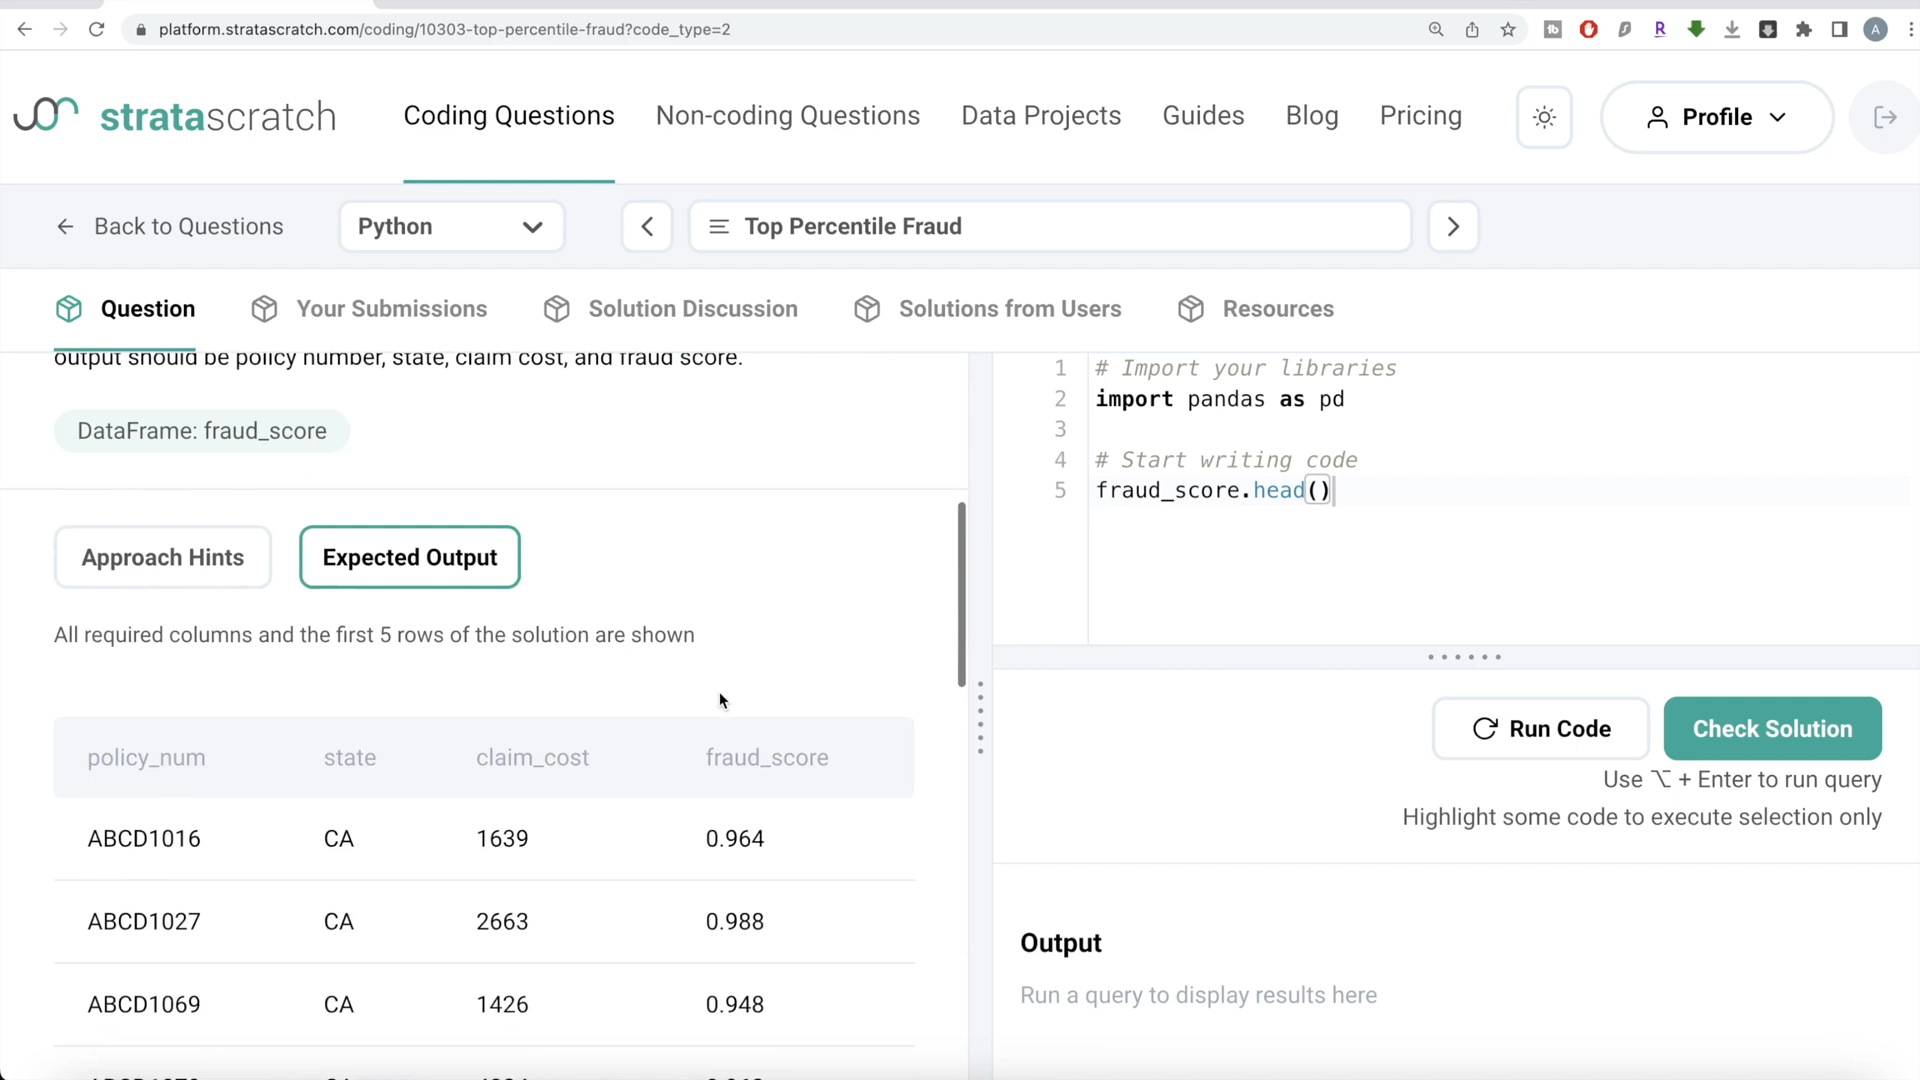 platform.stratascratch.com/coding/10303-top-percentile-fraud?code_type=2
stratascratch
Coding Questions
Non-coding Questions
Data Projects
Guides
Blog
Pricing
Profile
Back to Questions
Python
Top Percentile Fraud
Question
Your Submissions
Solution Discussion
Solutions from Users
Resources
output should be policy number, state, claim cost, and fraud score.
DataFrame: fraud_score
Approach Hints
Expected Output
All required columns and the first 5 rows of the solution are shown
policy_num state claim_cost fraud_score
ABCD1016 CA 1639 0.964
ABCD1027 CA 2663 0.988
ABCD1069 CA 1426 0.948
1 # Import your libraries
2 import pandas as pd
3
4 # Start writing code
5 fraud_score.head()
Run Code
Check Solution
Use ⌥ + Enter to run query
Highlight some code to execute selection only
Output
Run a query to display results here